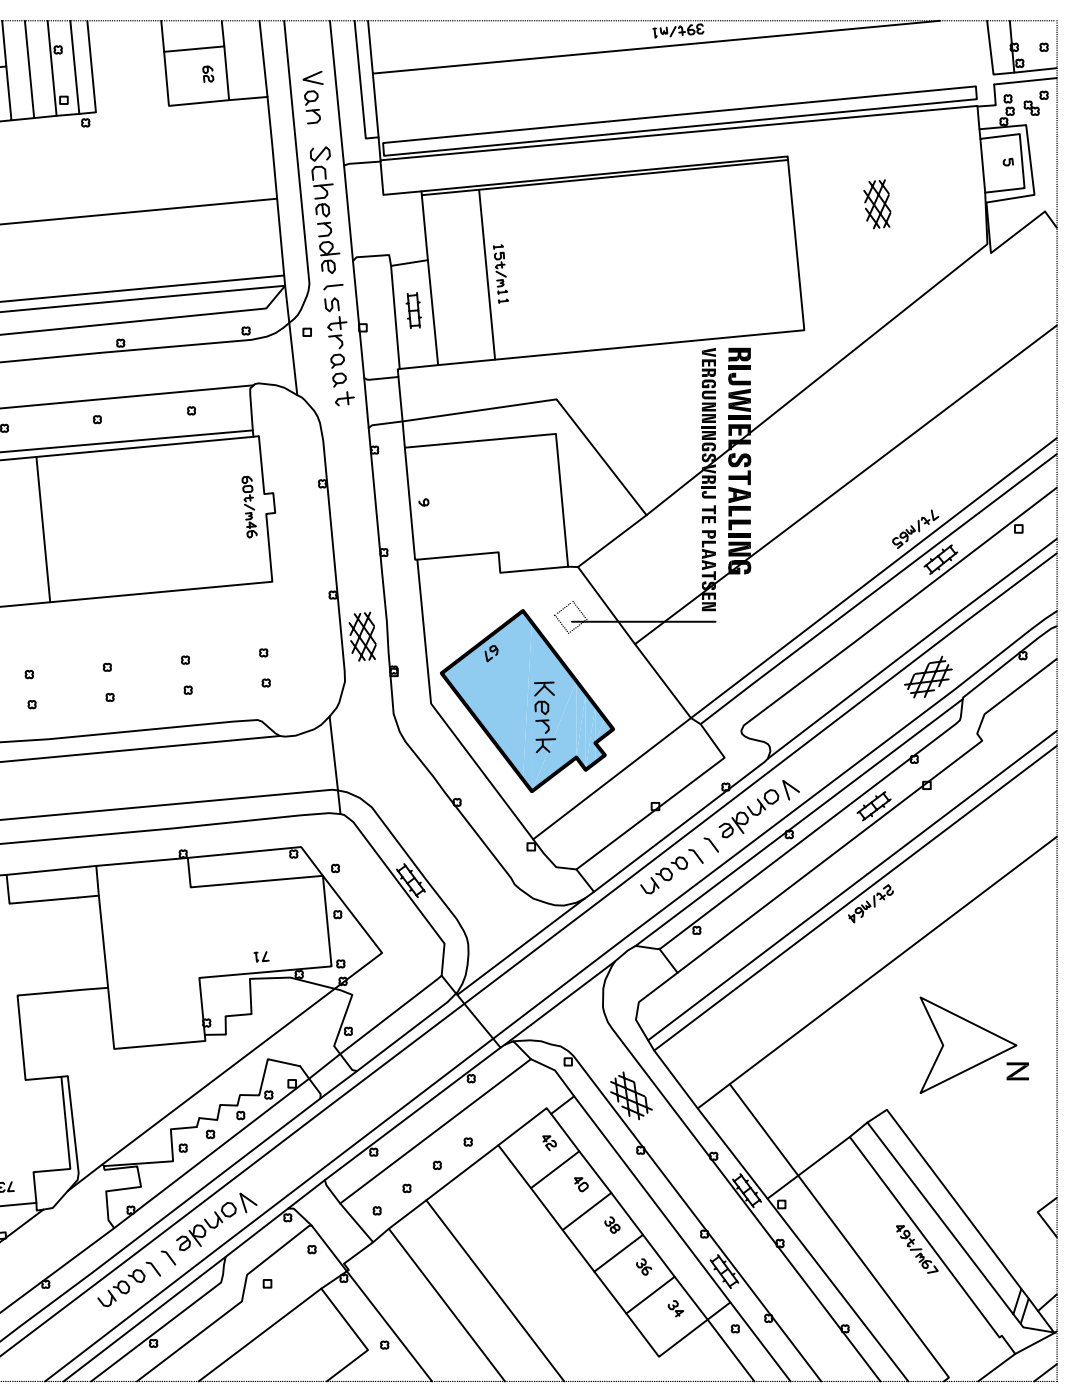 39t/m1
62
Van Schendelstraat
5
15t/m11
RIJWIELSTALLING
VERGUNNINGSVRIJ TE PLAATSEN
60t/m46
9
7t/m65
67
Kerk
Vondellaan
2t/m64
71
N
73
Vondellaan
42
40
38
36
34
49t/m67